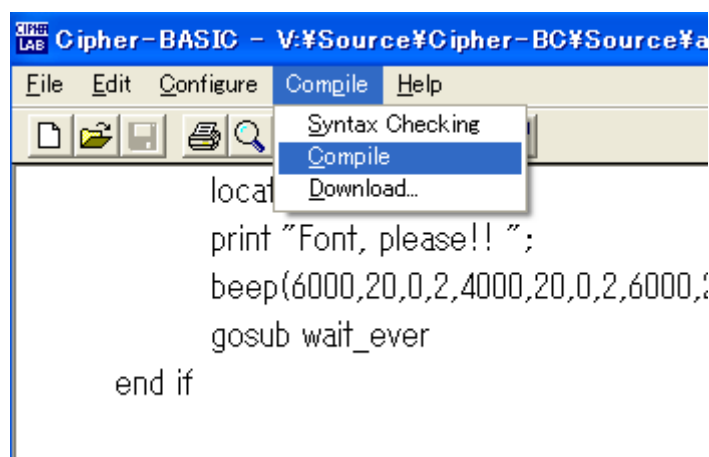 CIPHER LAB Cipher-BASIC - V:¥Source¥Cipher-BC¥Source¥a
File Edit Configure Compile Help
Syntax Checking
Compile
Download...
locat
print "Font, please!! ";
beep(6000,20,0,2,4000,20,0,2,6000,2
gosub wait_ever
end if